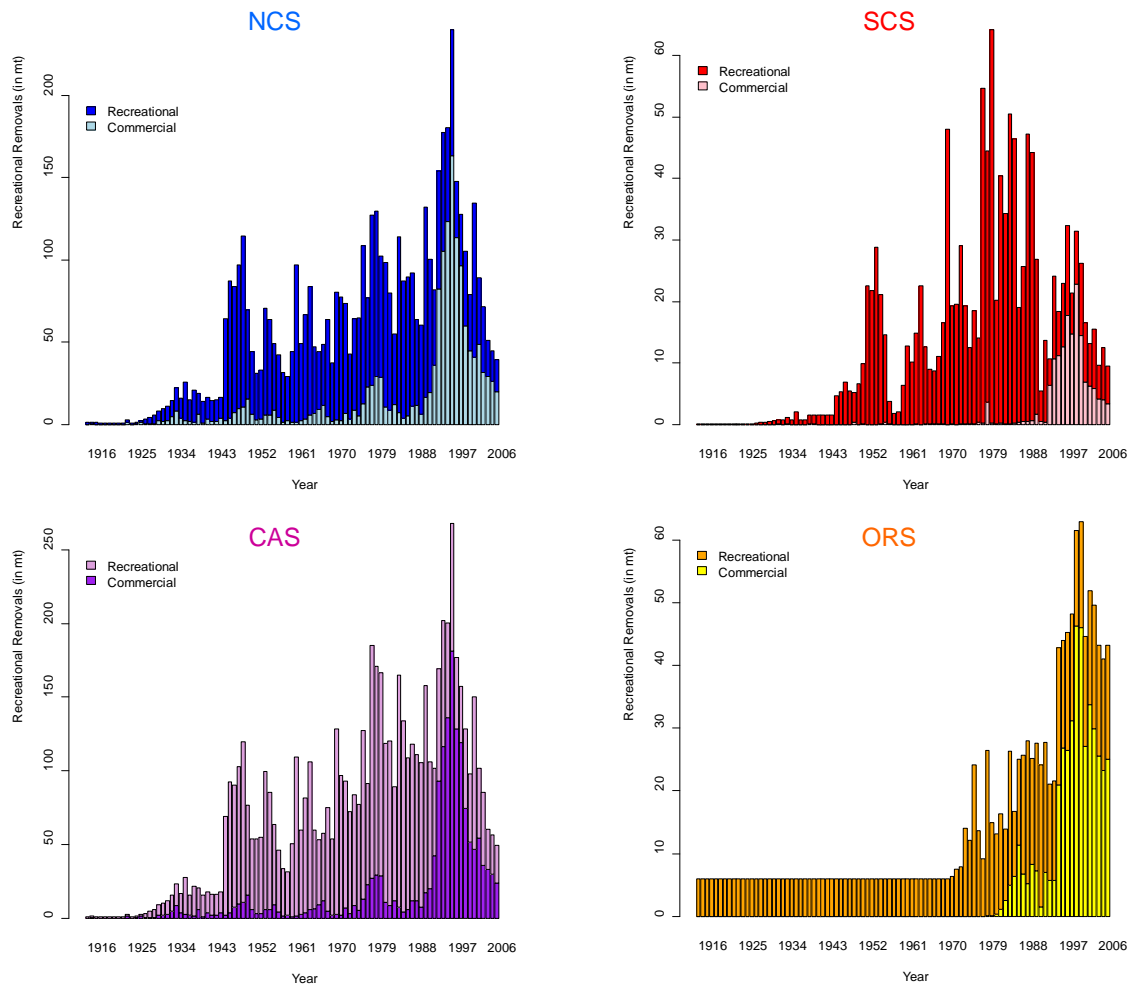 NCS
Recreational Removals (in mt)
200
150
100
50
0
Recreational
Commercial
1916 1925 1934 1943 1952 1961 1970 1979 1988 1997 2006
Year
SCS
Recreational Removals (in mt)
60
50
40
30
20
10
0
Recreational
Commercial
1916 1925 1934 1943 1952 1961 1970 1979 1988 1997 2006
Year
CAS
Recreational Removals (in mt)
250
200
150
100
50
0
Recreational
Commercial
1916 1925 1934 1943 1952 1961 1970 1979 1988 1997 2006
Year
ORS
Recreational Removals (in mt)
60
50
40
30
20
10
0
Recreational
Commercial
1916 1925 1934 1943 1952 1961 1970 1979 1988 1997 2006
Year